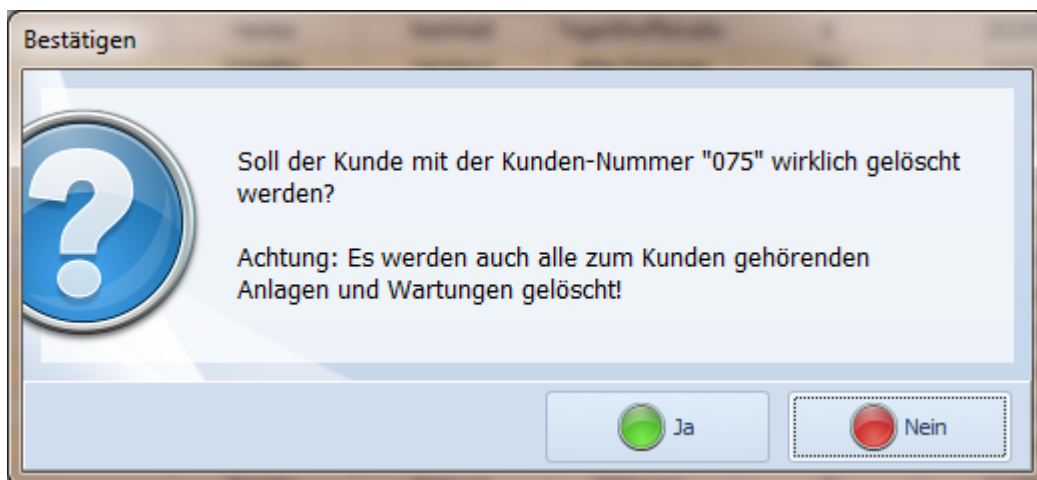 Bestätigen
Soll der Kunde mit der Kunden-Nummer "075" wirklich gelöscht
werden?
Achtung: Es werden auch alle zum Kunden gehörenden
Anlagen und Wartungen gelöscht!
Ja
Nein